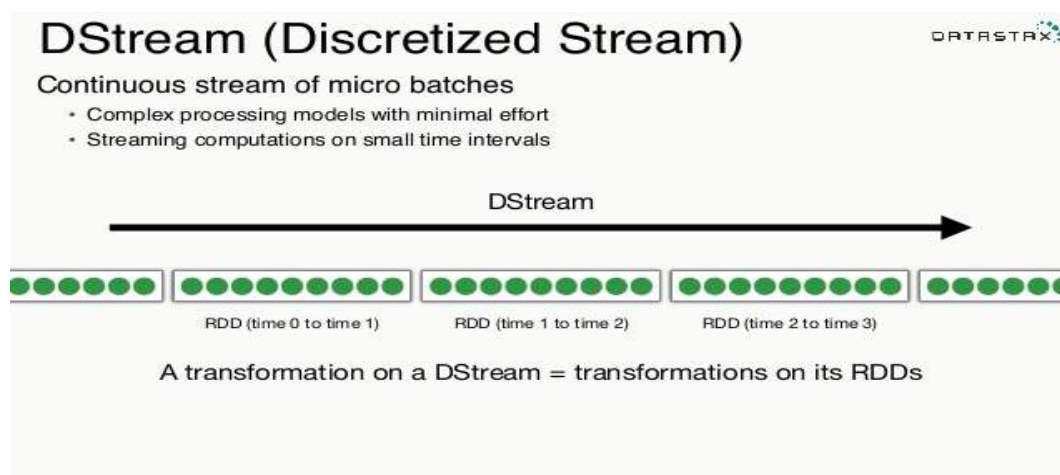 DStream (Discretized Stream)
DATASTAX
Continuous stream of micro batches
• Complex processing models with minimal effort
• Streaming computations on small time intervals
DStream
RDD (time 0 to time 1) RDD (time 1 to time 2) RDD (time 2 to time 3)
A transformation on a DStream = transformations on its RDDs